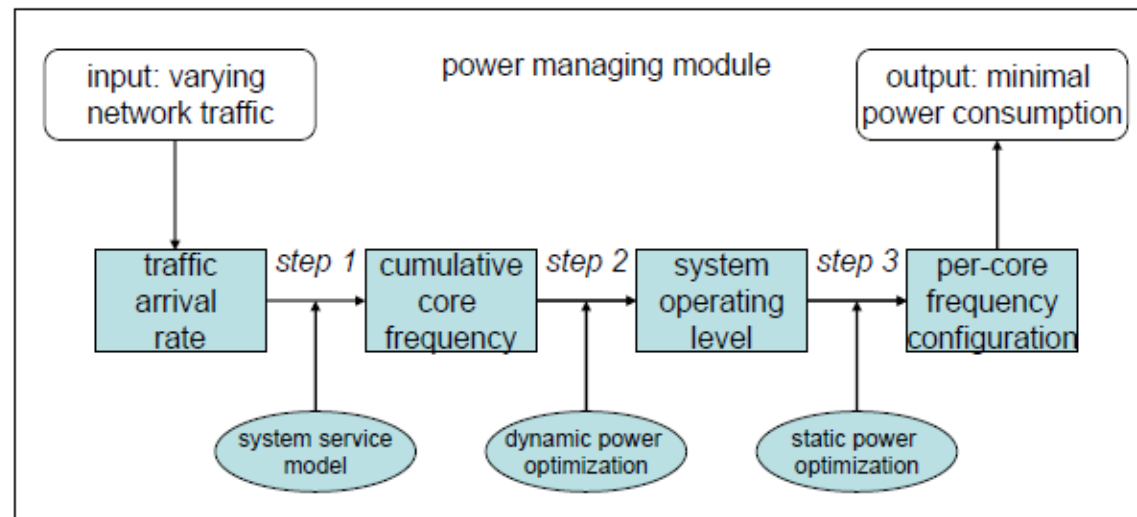 power managing module
input: varying
network traffic
output: minimal
power consumption
traffic
arrival
rate
step 1
cumulative
core
frequency
step 2
system
operating
level
step 3
per-core
frequency
configuration
system service
model
dynamic power
optimization
static power
optimization